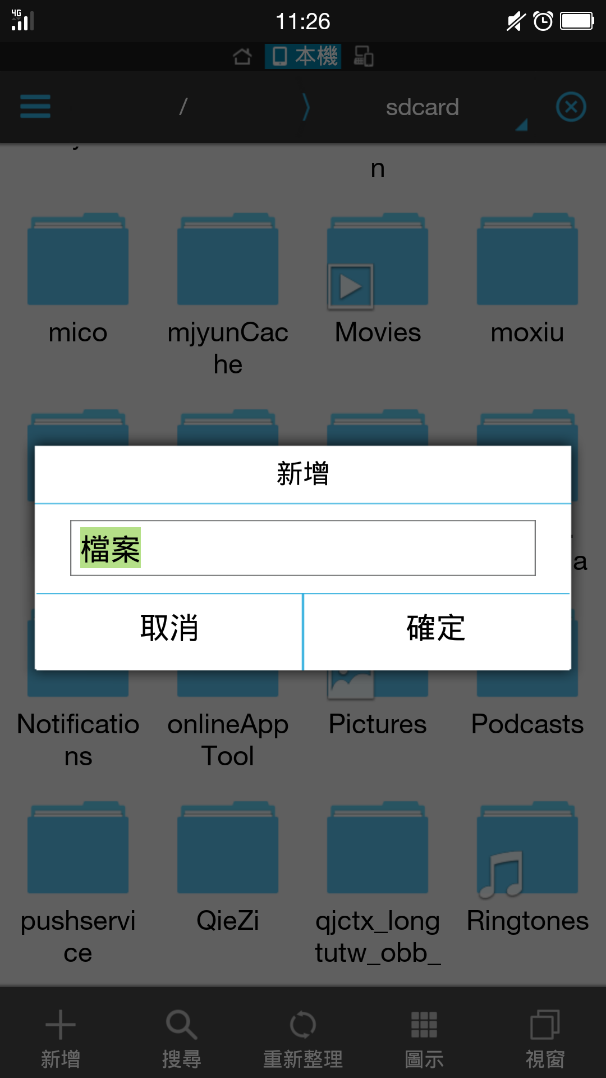 4G
11:26
本機
/
sdcard
n
mico
mjyunCac
he
Movies
moxiu
新增
檔案
a
取消
確定
Notificatio
ns
onlineApp
Tool
Pictures
Podcasts
pushservi
ce
QieZi
qjctx_long
tutw_obb_
Ringtones
新增
搜尋
重新整理
圖示
視窗